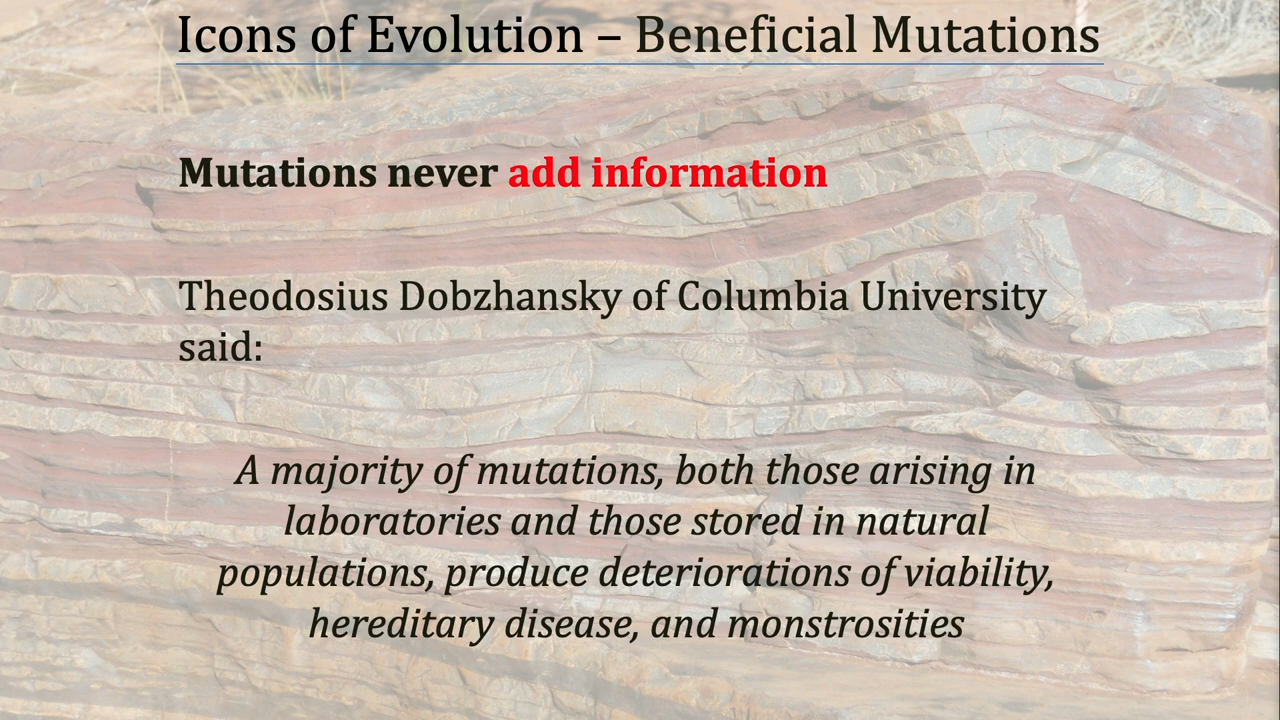 Icons of Evolution – Beneficial Mutations
Mutations never add information
Theodosius Dobzhansky of Columbia University
said:
A majority of mutations, both those arising in
laboratories and those stored in natural
populations, produce deteriorations of viability,
hereditary disease, and monstrosities